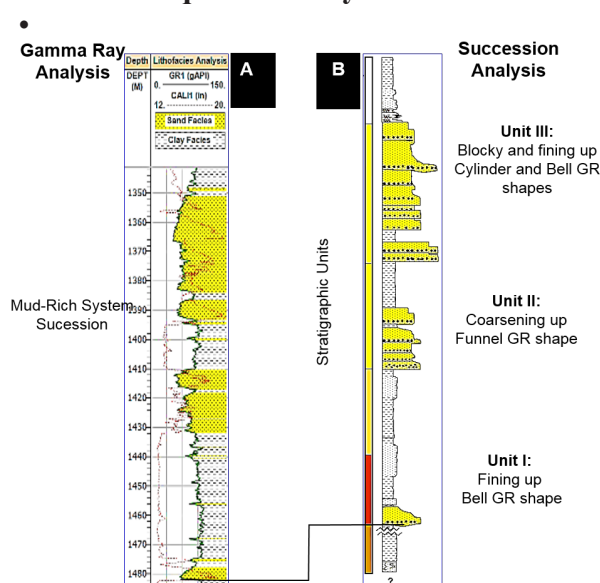 Gamma Ray
Analysis
Depth Lithofacies Analysis
DEPT
(M)
GR1 (gAPI)
0. 150.
CALI1 (in)
12. 20.
Sand Facies
Clay Facies
A
B
Succession
Analysis
1350
1360
1370
1380
1390
1400
1410
1420
1430
1440
1450
1460
1470
1480
Mud-Rich System
Sucession
Stratigraphic Units
Unit III:
Blocky and fining up
Cylinder and Bell GR
shapes
Unit II:
Coarsening up
Funnel GR shape
Unit I:
Fining up
Bell GR shape
?